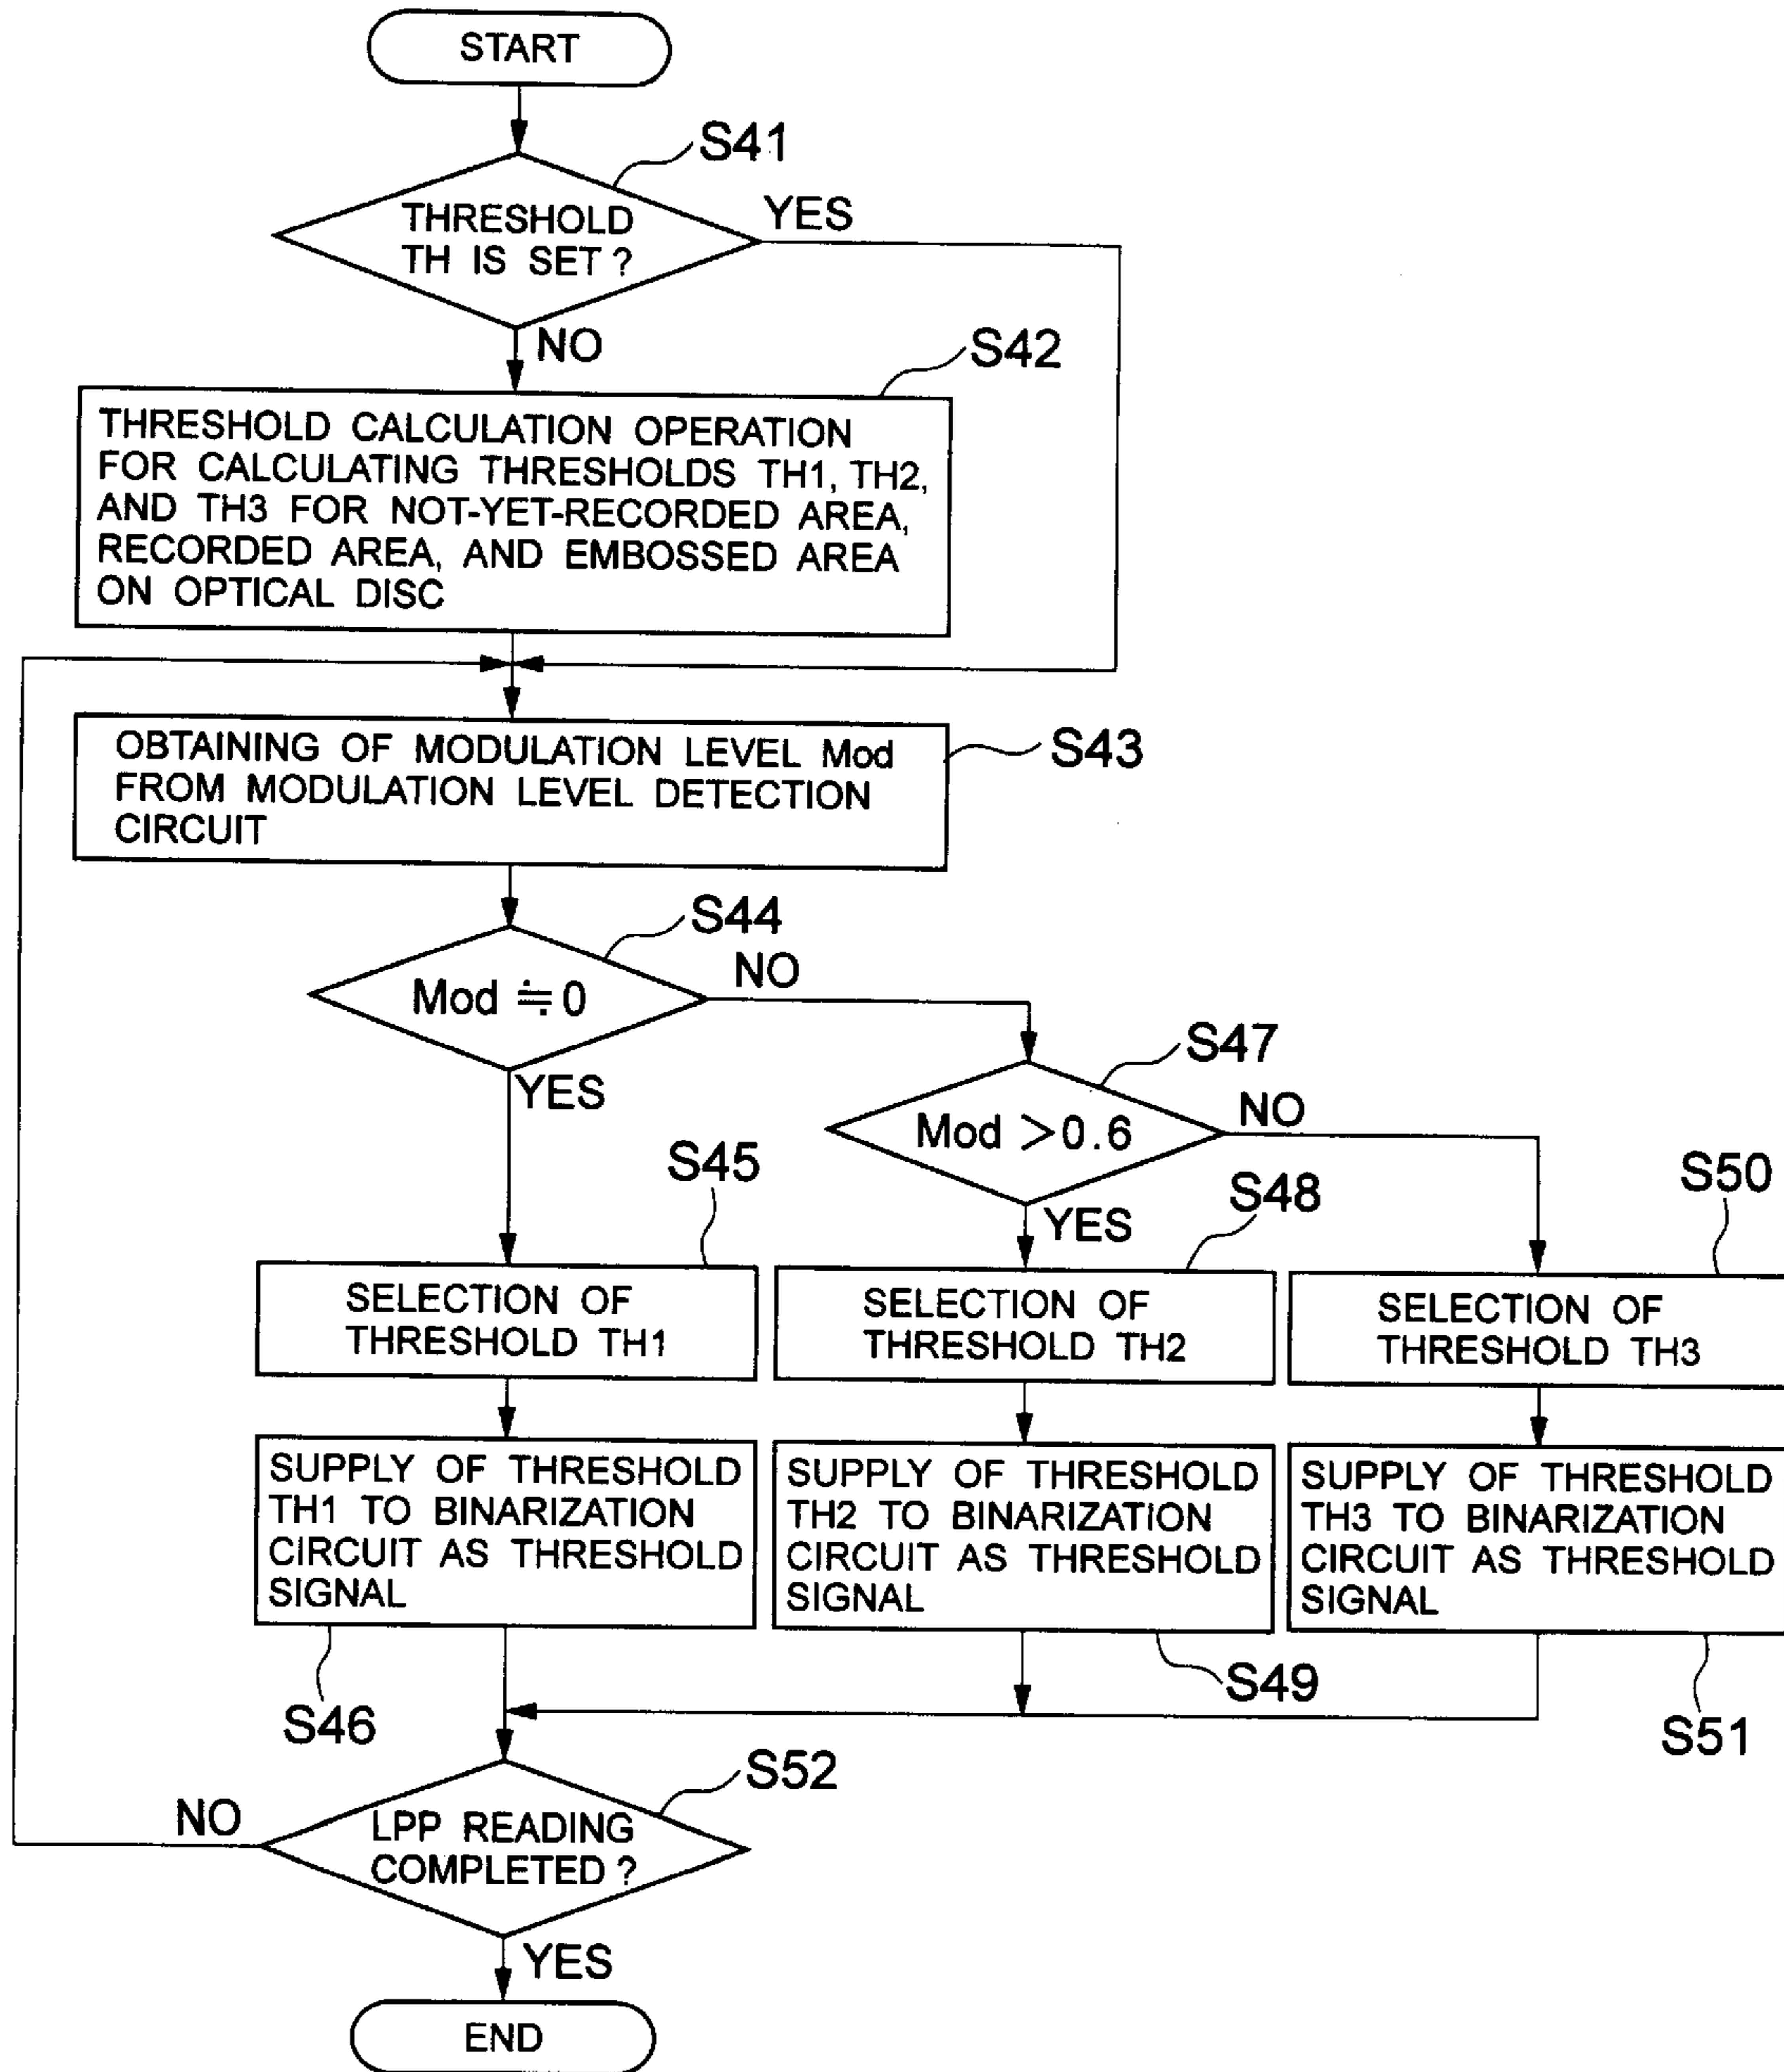 START
S41
THRESHOLD
TH IS SET ?
YES
NO
S42
THRESHOLD CALCULATION OPERATION
FOR CALCULATING THRESHOLDS TH1, TH2,
AND TH3 FOR NOT-YET-RECORDED AREA,
RECORDED AREA, AND EMBOSSED AREA
ON OPTICAL DISC
OBTAINING OF MODULATION LEVEL Mod
FROM MODULATION LEVEL DETECTION
CIRCUIT
S43
S44
Mod ≒ 0
NO
YES
S47
Mod >0.6
NO
YES
S45
S48
S50
SELECTION OF
THRESHOLD TH1
SELECTION OF
THRESHOLD TH2
SELECTION OF
THRESHOLD TH3
SUPPLY OF THRESHOLD
TH1 TO BINARIZATION
CIRCUIT AS THRESHOLD
SIGNAL
SUPPLY OF THRESHOLD
TH2 TO BINARIZATION
CIRCUIT AS THRESHOLD
SIGNAL
SUPPLY OF THRESHOLD
TH3 TO BINARIZATION
CIRCUIT AS THRESHOLD
SIGNAL
S46
S49
S51
S52
LPP READING
COMPLETED ?
NO
YES
END